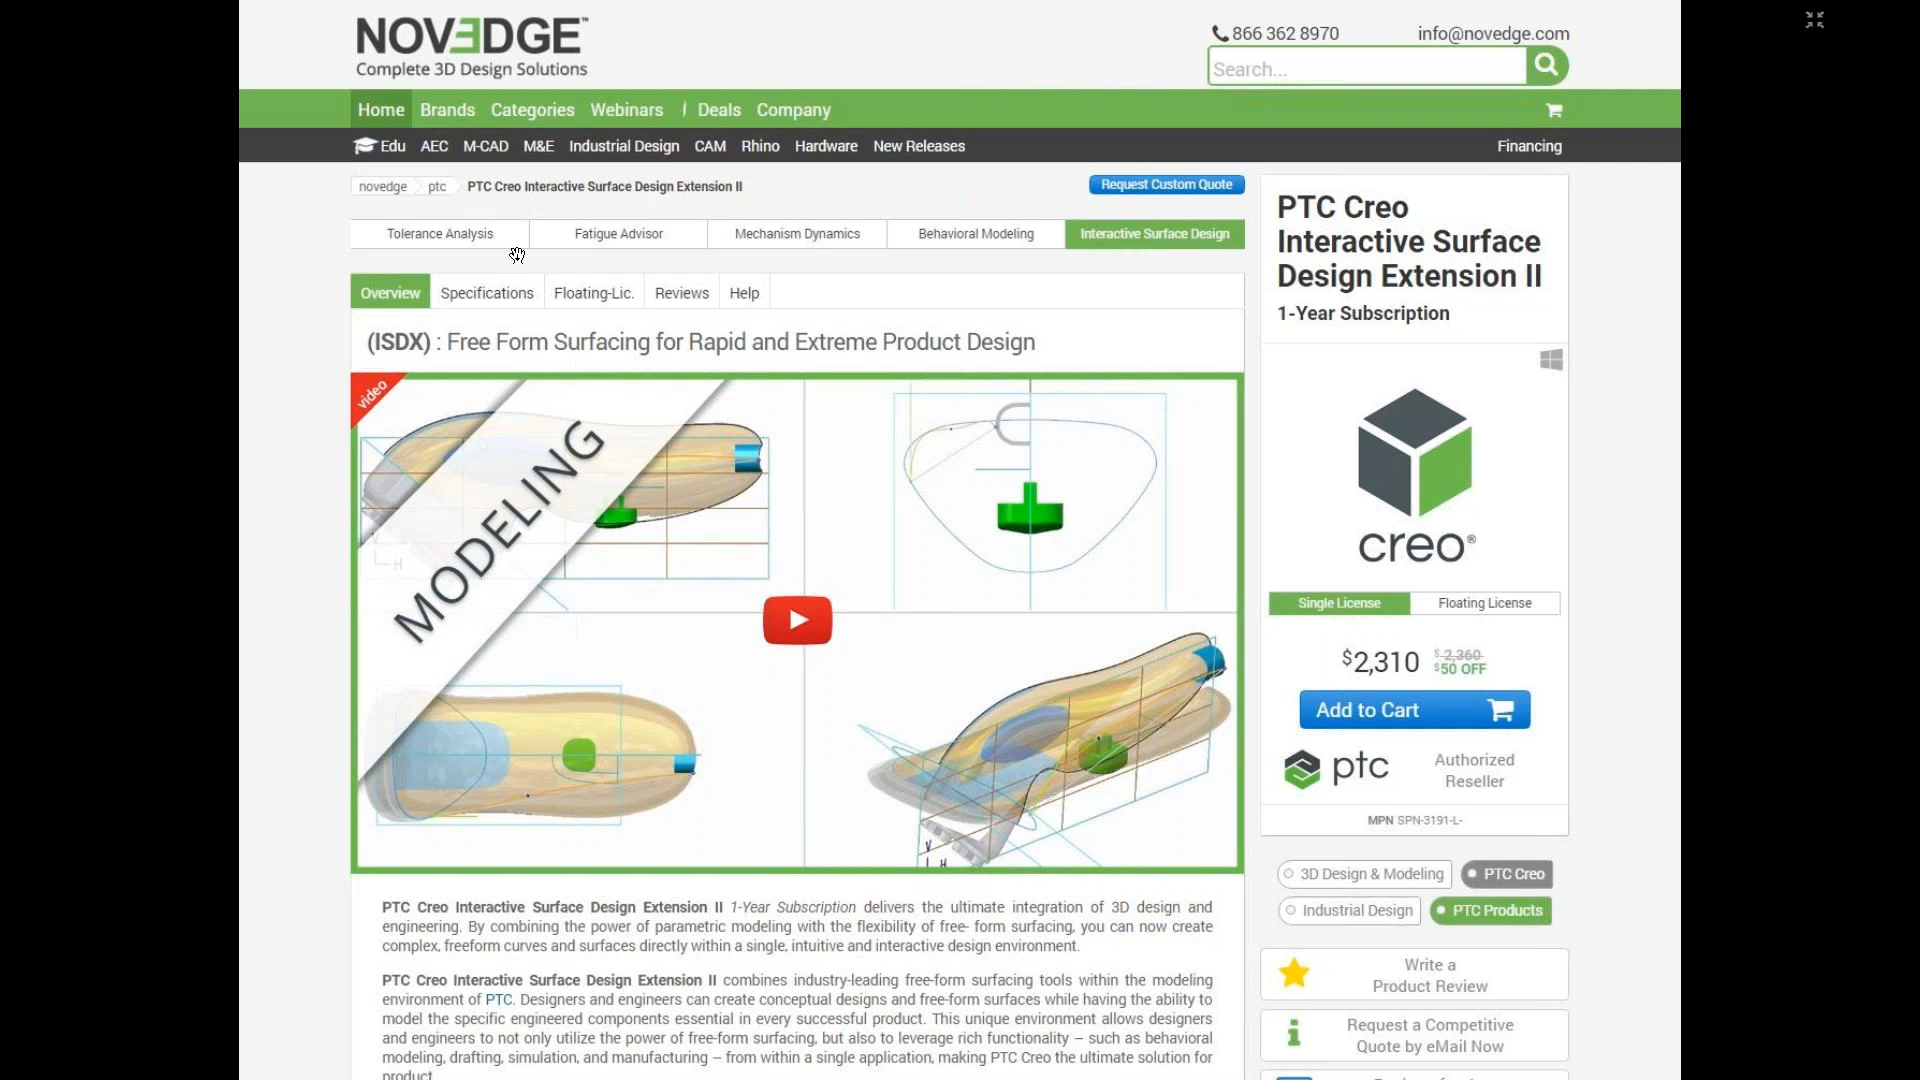 NOVEDGE™
Complete 3D Design Solutions
866 362 8970
info@novedge.com
Search...
Home Brands Categories Webinars Deals Company
Edu AEC M-CAD M&E Industrial Design CAM Rhino Hardware New Releases Financing
novedge ptc PTC Creo Interactive Surface Design Extension II
Request Custom Quote
Tolerance Analysis Fatigue Advisor Mechanism Dynamics Behavioral Modeling Interactive Surface Design
Overview Specifications Floating-Lic. Reviews Help
(ISDX) : Free Form Surfacing for Rapid and Extreme Product Design
video
MODELING
H
V
H
PTC Creo Interactive Surface Design Extension II 1-Year Subscription delivers the ultimate integration of 3D design and
engineering. By combining the power of parametric modeling with the flexibility of free- form surfacing, you can now create
complex, freeform curves and surfaces directly within a single, intuitive and interactive design environment.
PTC Creo Interactive Surface Design Extension II combines industry-leading free-form surfacing tools within the modeling
environment of PTC. Designers and engineers can create conceptual designs and free-form surfaces while having the ability to
model the specific engineered components essential in every successful product. This unique environment allows designers
and engineers to not only utilize the power of free-form surfacing, but also to leverage rich functionality – such as behavioral
modeling, drafting, simulation, and manufacturing – from within a single application, making PTC Creo the ultimate solution for
product
PTC Creo
Interactive Surface
Design Extension II
1-Year Subscription
creo®
Single License Floating License
$2,310 $2,360
$50 OFF
Add to Cart
ptc
Authorized
Reseller
MPN SPN-3191-L-
3D Design & Modeling PTC Creo
Industrial Design PTC Products
Write a
Product Review
Request a Competitive
Quote by eMail Now